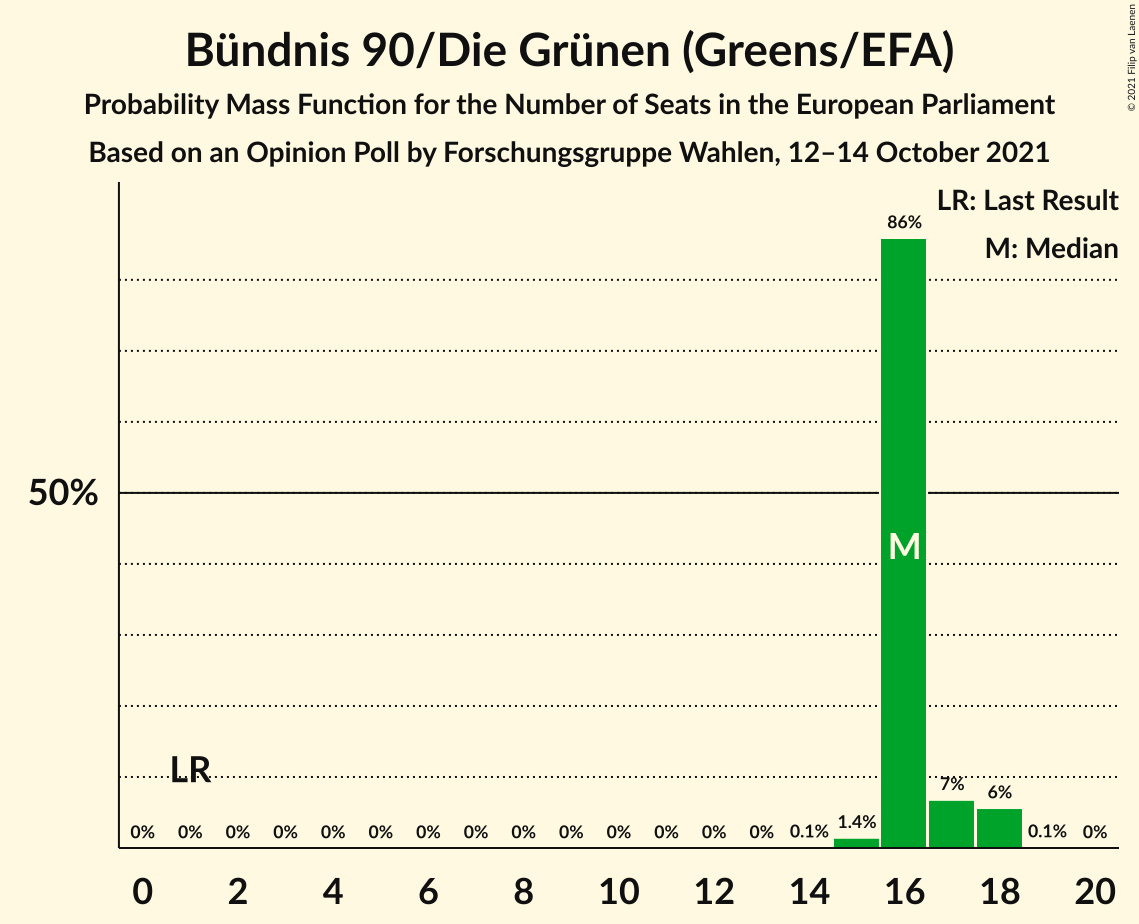 Bündnis 90/Die Grünen (Greens/EFA)
Probability Mass Function for the Number of Seats in the European Parliament
Based on an Opinion Poll by Forschungsgruppe Wahlen, 12–14 October 2021
© 2021 Filip van Laenen
LR: Last Result
M: Median
86%
50%
M
LR
7%
6%
0% 0% 0% 0% 0% 0% 0% 0% 0% 0% 0% 0% 0% 0% 0.1% 1.4% 0.1% 0%
0 2 4 6 8 10 12 14 16 18 20